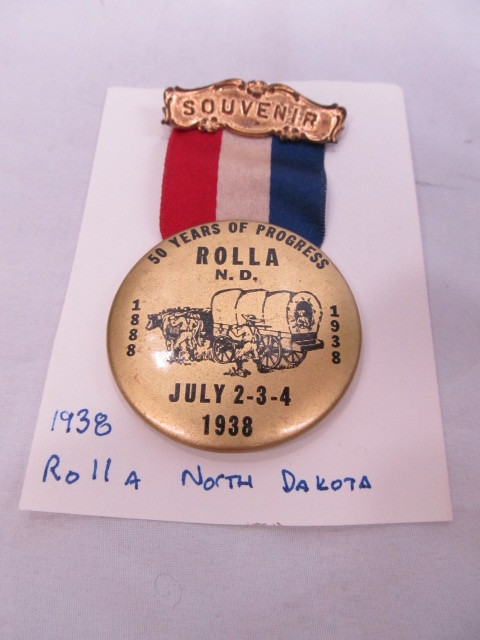 SOUVENIR
50 YEARS OF PROGRESS
ROLLA
N.D.
1888
1938
JULY 2-3-4
1938
1938
Rolla North Dakota